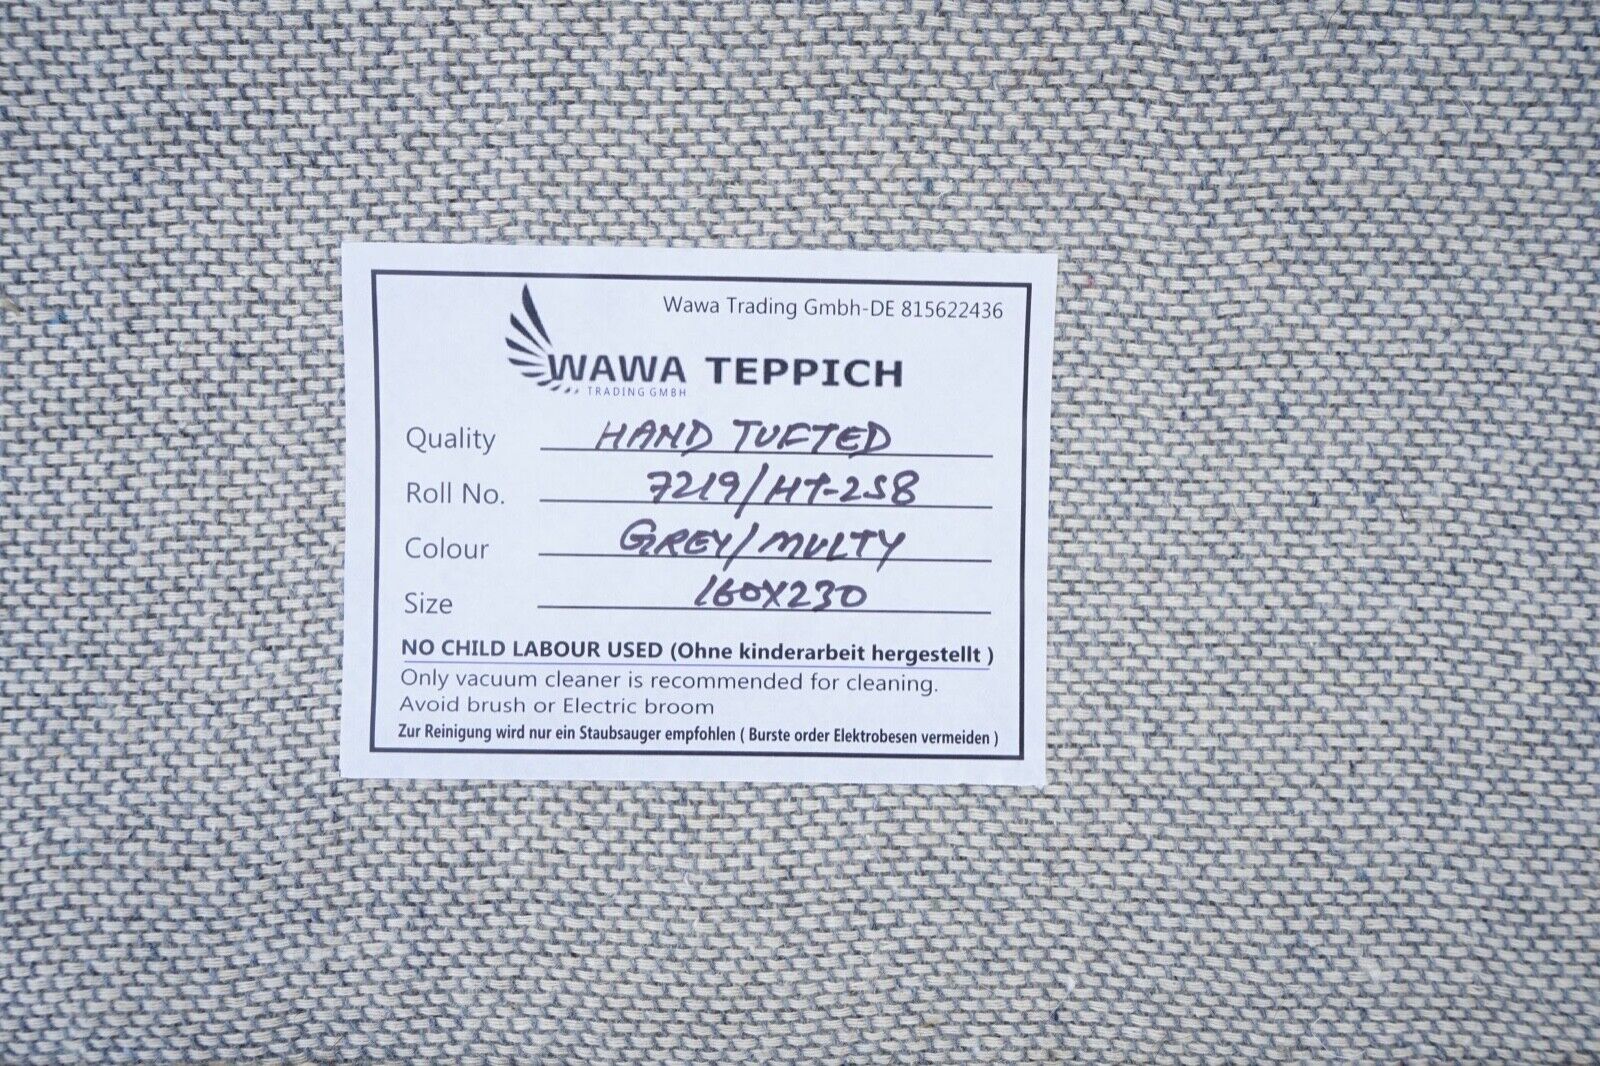 Wawa Trading Gmbh-DE 815622436
WAWA TEPPICH
TRADING GMBH
Quality HAND TUFTED
Roll No. 7219/HT-258
Colour GREY/MULTY
Size 160X230
NO CHILD LABOUR USED (Ohne kinderarbeit hergestellt )
Only vacuum cleaner is recommended for cleaning.
Avoid brush or Electric broom
Zur Reinigung wird nur ein Staubsauger empfohlen ( Burste order Elektrobesen vermeiden )